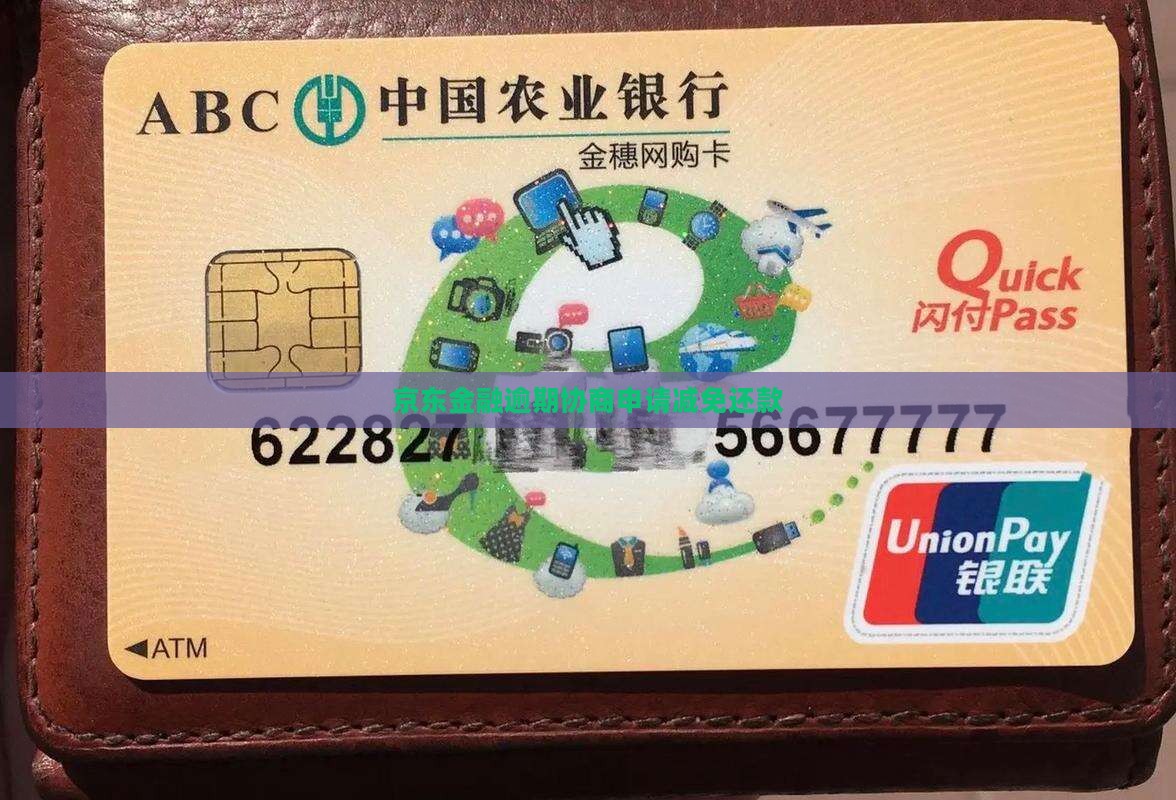 ABC 中国农业银行
金穗网购卡
Quick
闪付Pass
京东金融逾期协商申请减免还款
622827 56677777
UnionPay
银联
ATM